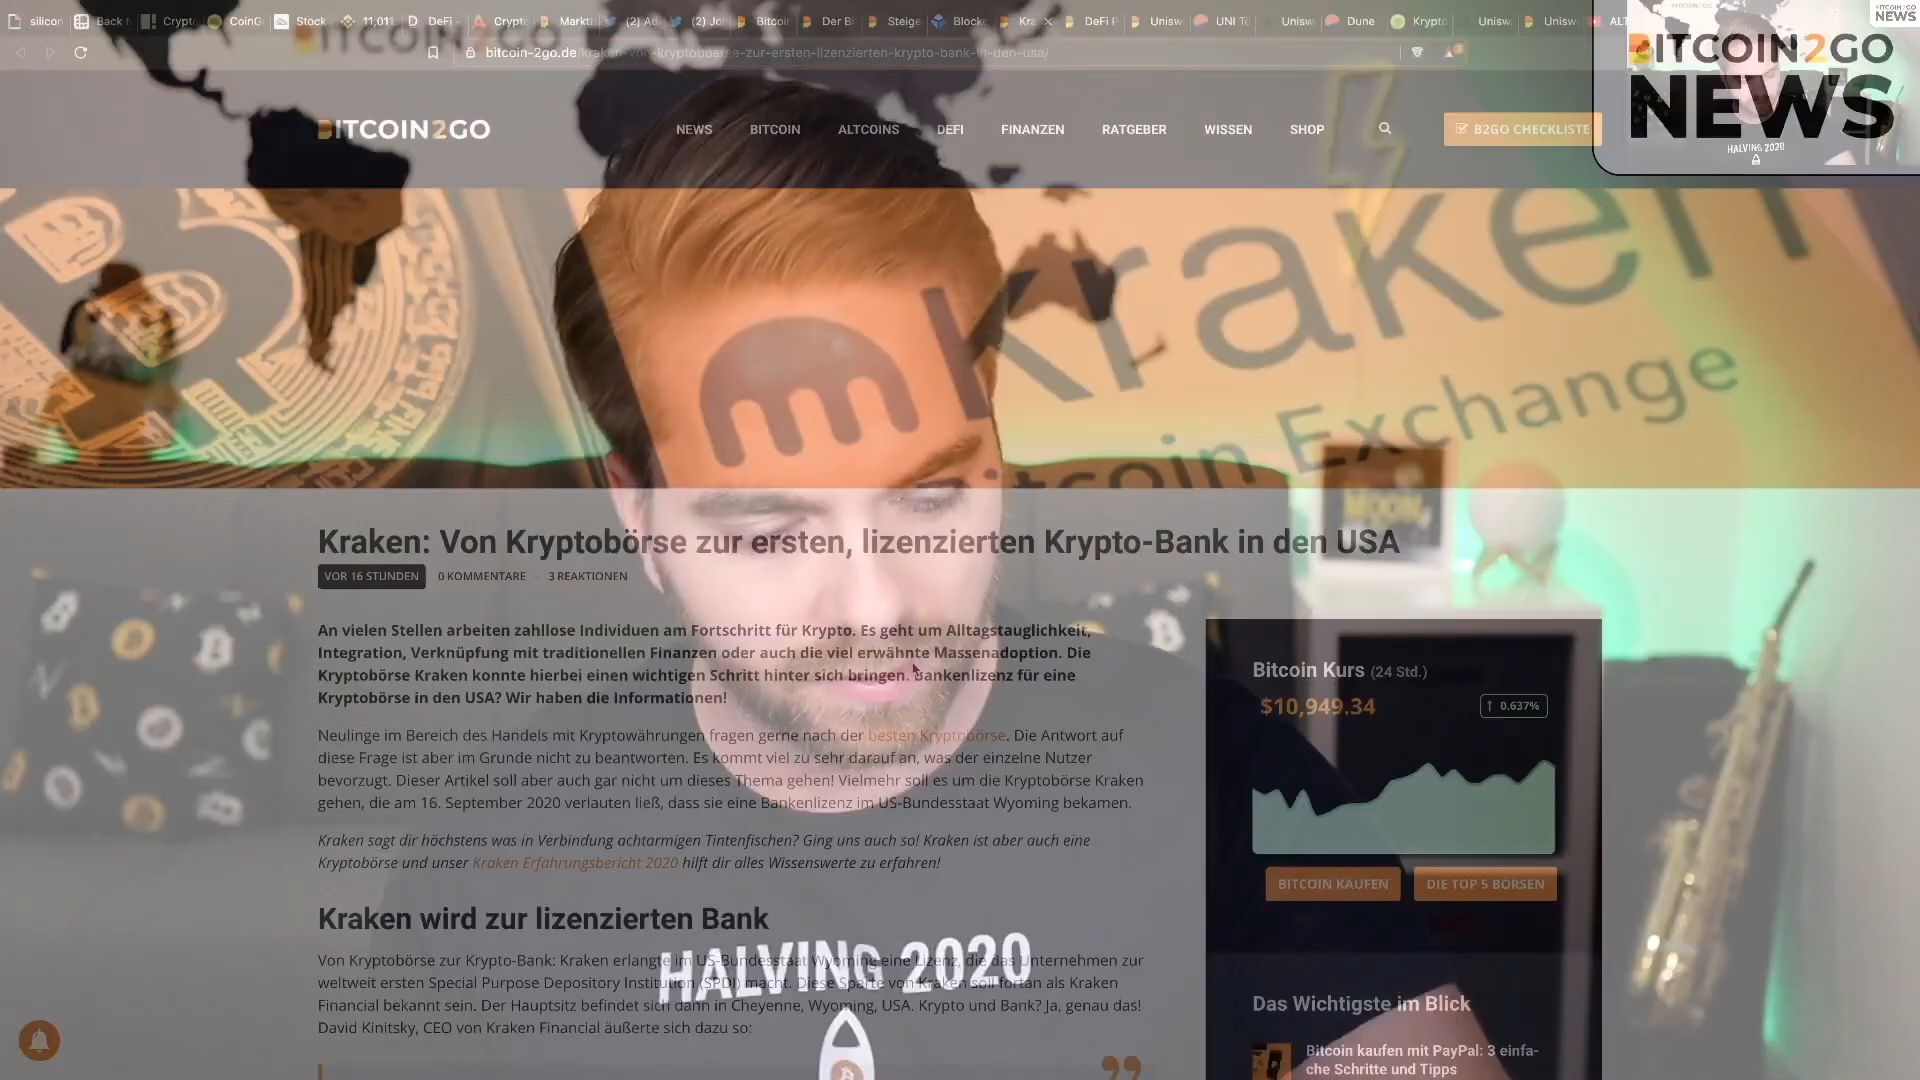 silicon
Back t
Crypto
CoinG
Stock
11,011
DeFi -
Crypto
Markti
(2) Ad
(2) Jo
Bitcoin
Der Bi
Steige
Block
Kra
DeFi P
Unisw
UNI To
Unisw
Dune
Krypto
Unisw
Unisw
ALT
bitcoin-2go.de/kraken-von-kryptoboerse-zur-ersten-lizenzierten-krypto-bank-in-den-usa/
BITCOIN2GO
NEWS
HALVING 2020
BITCOIN2GO
NEWS
BITCOIN
ALTCOINS
DEFI
FINANZEN
RATGEBER
WISSEN
SHOP
B2GO CHECKLISTE
kraken
Bitcoin Exchange
Kraken: Von Kryptobörse zur ersten, lizenzierten Krypto-Bank in den USA
VOR 16 STUNDEN
0 KOMMENTARE - 3 REAKTIONEN
An vielen Stellen arbeiten zahllose Individuen am Fortschritt für Krypto. Es geht um Alltagstauglichkeit,
Integration, Verknüpfung mit traditionellen Finanzen oder auch die viel erwähnte Massenadoption. Die
Kryptobörse Kraken konnte hierbei einen wichtigen Schritt hinter sich bringen. Bankenlizenz für eine
Kryptobörse in den USA? Wir haben die Informationen!
Neulinge im Bereich des Handels mit Kryptowährungen fragen gerne nach der besten Kryptobörse. Die Antwort auf
diese Frage ist aber im Grunde nicht zu beantworten. Es kommt viel zu sehr darauf an, was der einzelne Nutzer
bevorzugt. Dieser Artikel soll aber auch gar nicht um dieses Thema gehen! Vielmehr soll es um die Kryptobörse Kraken
gehen, die am 16. September 2020 verlauten ließ, dass sie eine Bankenlizenz im US-Bundesstaat Wyoming bekamen.
Kraken sagt dir höchstens was in Verbindung achtarmigen Tintenfischen? Ging uns auch so! Kraken ist aber auch eine
Kryptobörse und unser Kraken Erfahrungsbericht 2020 hilft dir alles Wissenswerte zu erfahren!
Kraken wird zur lizenzierten Bank
Von Kryptobörse zur Krypto-Bank: Kraken erlangte im US-Bundesstaat Wyoming eine Lizenz, die das Unternehmen zur
weltweit ersten Special Purpose Depository Institution (SPDI) macht. Diese Sparte von Kraken soll fortan als Kraken
Financial bekannt sein. Der Hauptsitz befindet sich dann in Cheyenne, Wyoming, USA. Krypto und Bank? Ja, genau das!
David Kinitsky, CEO von Kraken Financial äußerte sich dazu so:
HALVING 2020
Bitcoin Kurs (24 Std.)
$10,949.34
↑ 0.637%
BITCOIN KAUFEN
DIE TOP 5 BÖRSEN
Das Wichtigste im Blick
Bitcoin kaufen mit PayPal: 3 einfa-
che Schritte und Tipps